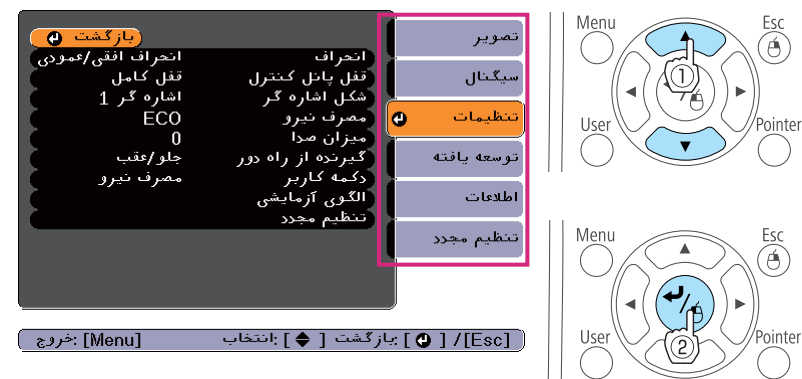 بازگشت
انحراف انحراف افقی/عمودی
قفل پانل کنترل قفل کامل
شکل اشاره گر اشاره گر 1
مصرف نیرو ECO
میزان صدا 0
گیرنده از راه دور جلو/عقب
دکمه کاربر مصرف نیرو
الگوی آزمایشی
تنظیم مجدد
تصویر
سیگنال
تنظیمات
توسعه یافته
اطلاعات
تنظیم مجدد
[Esc]/ [ ] :بازگشت [ ] :انتخاب [Menu] :خروج
Menu
Esc
①
User
Pointer
Menu
Esc
②
User
Pointer